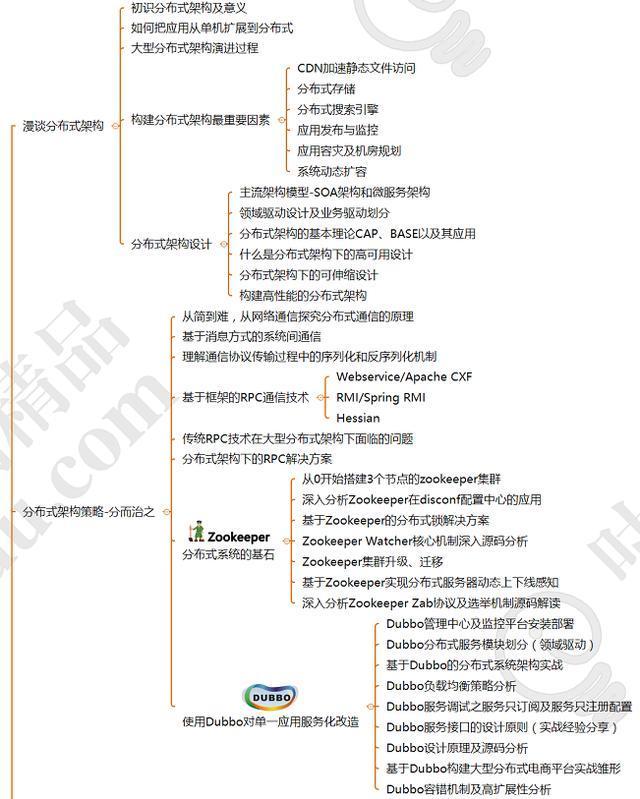 初识分布式架构及意义
如何把应用从单机扩展到分布式
大型分布式架构演进过程
漫谈分布式架构
构建分布式架构最重要因素
CDN加速静态文件访问
分布式存储
分布式搜索引擎
应用发布与监控
应用容灾及机房规划
系统动态扩容
分布式架构设计
主流架构模型-SOA架构和微服务架构
领域驱动设计及业务驱动划分
分布式架构的基本理论CAP、BASE以及其应用
什么是分布式架构下的高可用设计
分布式架构下的可伸缩设计
构建高性能的分布式架构
分布式架构策略-分而治之
从简到难，从网络通信探究分布式通信的原理
基于消息方式的系统间通信
理解通信协议传输过程中的序列化和反序列化机制
基于框架的RPC通信技术
Webservice/Apache CXF
RMI/Spring RMI
Hessian
传统RPC技术在大型分布式架构下面临的问题
分布式架构下的RPC解决方案
Zookeeper
分布式系统的基石
从0开始搭建3个节点的zookeeper集群
深入分析Zookeeper在disconf配置中心的应用
基于Zookeeper的分布式锁解决方案
Zookeeper Watcher核心机制深入源码分析
Zookeeper集群升级、迁移
基于Zookeeper实现分布式服务器动态上下线感知
深入分析Zookeeper Zab协议及选举机制源码解读
DUBBO
使用Dubbo对单一应用服务化改造
Dubbo管理中心及监控平台安装部署
Dubbo分布式服务模块划分（领域驱动）
基于Dubbo的分布式系统架构实战
Dubbo负载均衡策略分析
Dubbo服务调试之服务只订阅及服务只注册配置
Dubbo服务接口的设计原则（实战经验分享）
Dubbo设计原理及源码分析
基于Dubbo构建大型分布式电商平台实战雏形
Dubbo容错机制及高扩展性分析
精品
u.com